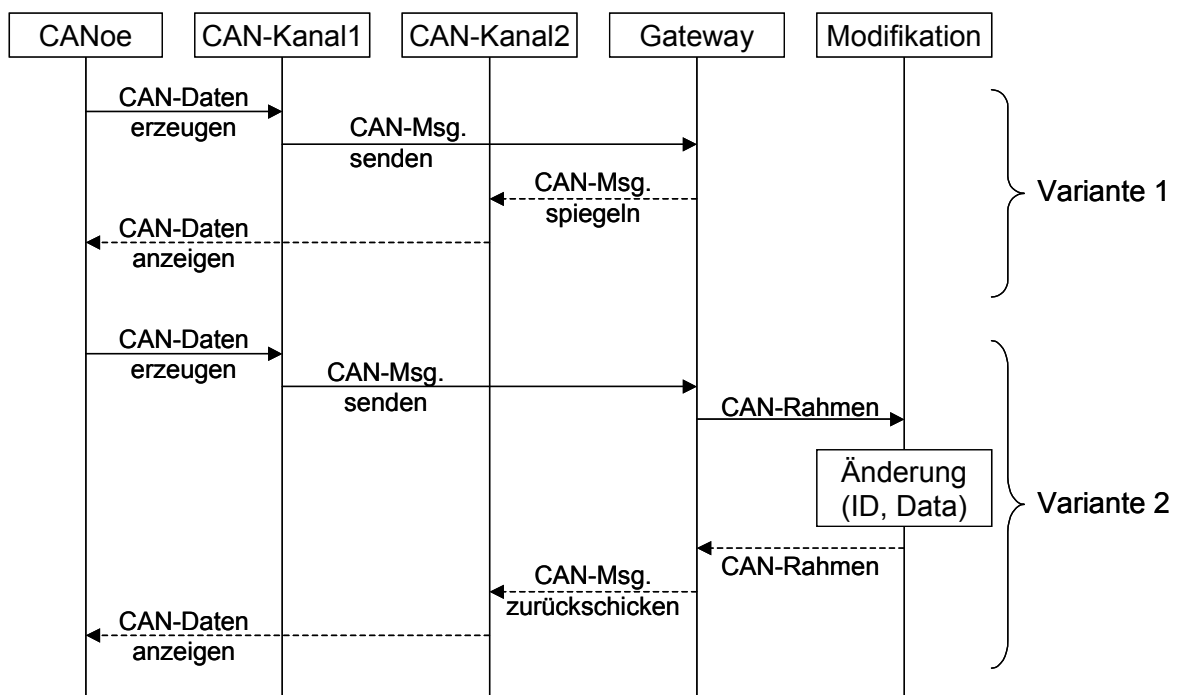 CANoe
CAN-Kanal1
CAN-Kanal2
Gateway
Modifikation
CAN-Daten
erzeugen
CAN-Msg.
senden
CAN-Msg.
spiegeln
CAN-Daten
anzeigen
Variante 1
CAN-Daten
erzeugen
CAN-Msg.
senden
CAN-Rahmen
Änderung
(ID, Data)
CAN-Rahmen
CAN-Msg.
zurückschicken
CAN-Daten
anzeigen
Variante 2